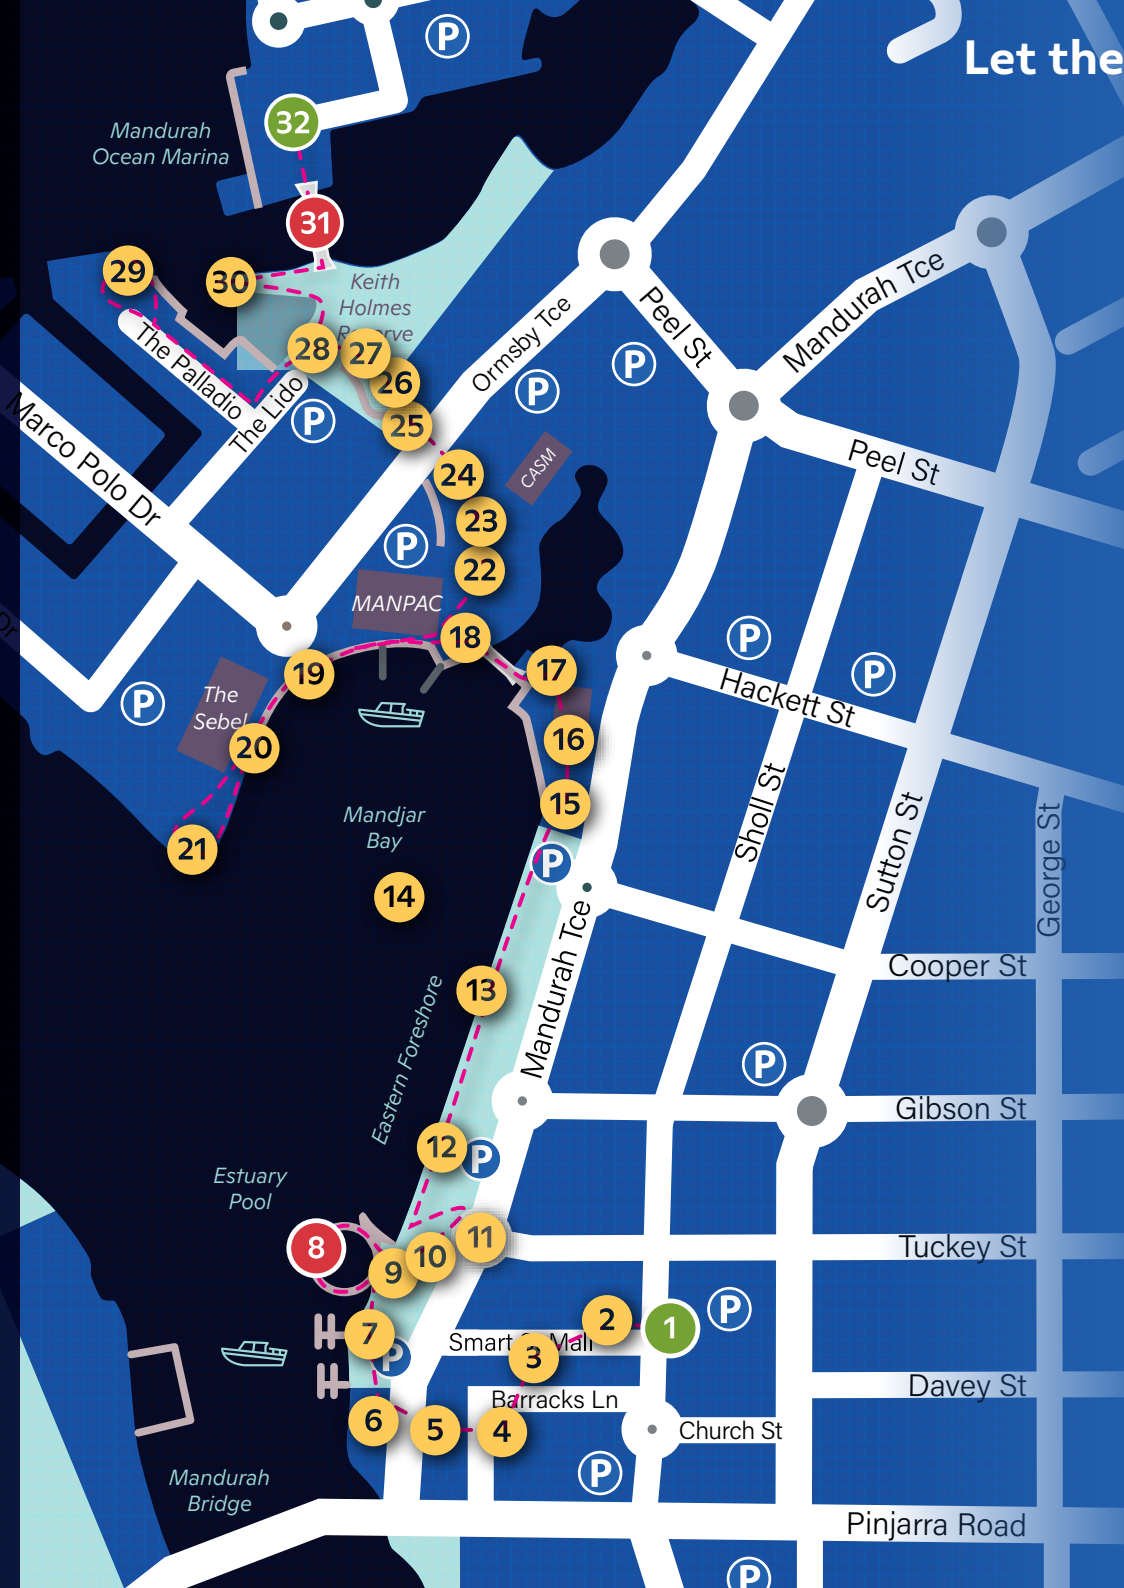 P
Let the
32
Mandurah
Ocean Marina
31
29
30
Keith
Holmes
Reserve
Mandurah Tce
Peel St
Ormsby Tce
28
27
26
25
P
P
P
The Palladio
The Lido
Marco Polo Dr
24
CASM
Peel St
23
22
P
MANPAC
18
17
19
P
Dr
The
Sebel
20
P
P
Hackett St
16
15
21
Mandjar
Bay
14
P
Sholl St
Sutton St
George St
Mandurah Tce
Cooper St
13
Eastern Foreshore
P
Gibson St
12
P
Estuary
Pool
8
9
10
11
Tuckey St
7
P
Smart St Mall
2
1
P
3
Davey St
Barracks Ln
6
5
4
Church St
P
Mandurah
Bridge
Pinjarra Road
P